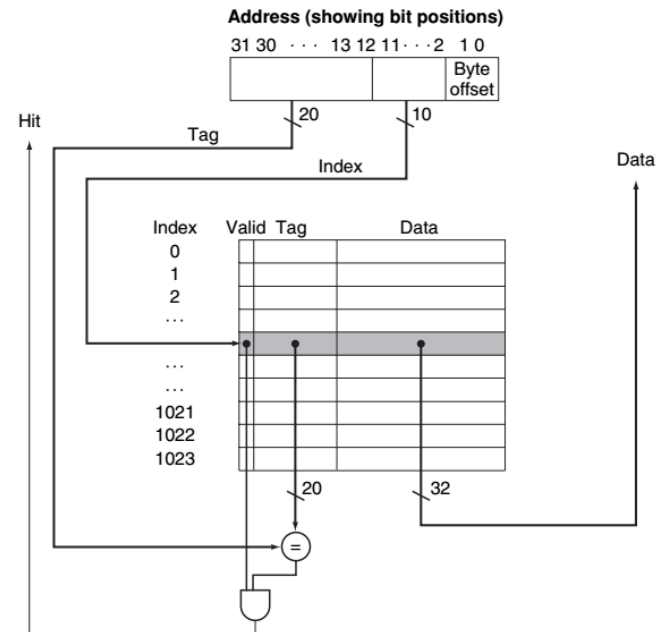 Address (showing bit positions)
31 30 · · · 13 12 11 · · · 2 1 0
Byte
offset
20
10
Hit
Tag
Data
Index
Index Valid Tag Data
0
1
2
...
...
...
1021
1022
1023
20
32
=